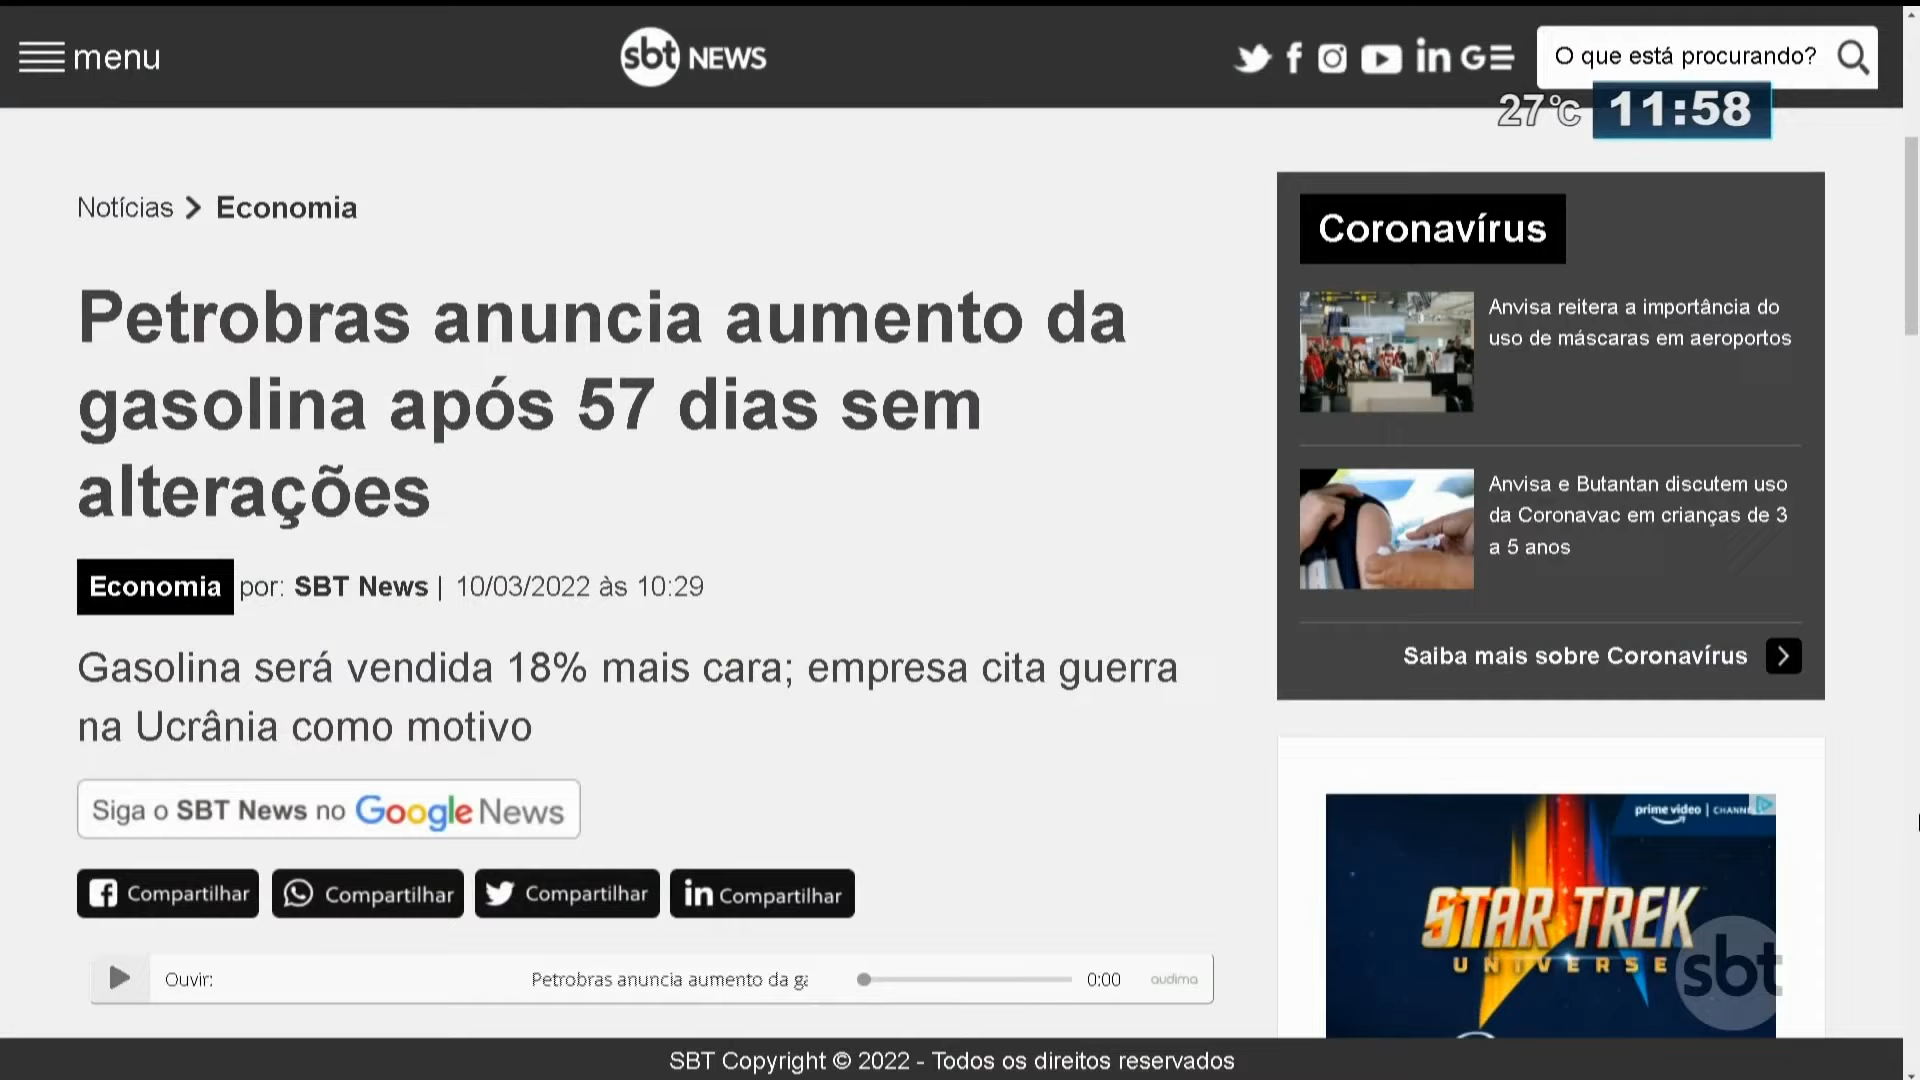 menu
sbt NEWS
O que está procurando?
27°C 11:58
Notícias > Economia
Petrobras anuncia aumento da
gasolina após 57 dias sem
alterações
Economia por: SBT News | 10/03/2022 às 10:29
Gasolina será vendida 18% mais cara; empresa cita guerra
na Ucrânia como motivo
Siga o SBT News no Google News
Compartilhar Compartilhar Compartilhar Compartilhar
Ouvir: Petrobras anuncia aumento da ga 0:00 audima
Coronavírus
Anvisa reitera a importância do
uso de máscaras em aeroportos
Anvisa e Butantan discutem uso
da Coronavac em crianças de 3
a 5 anos
Saiba mais sobre Coronavírus
prime video | CHANNE
STAR TREK
UNIVERSE
sbt
SBT Copyright © 2022 - Todos os direitos reservados